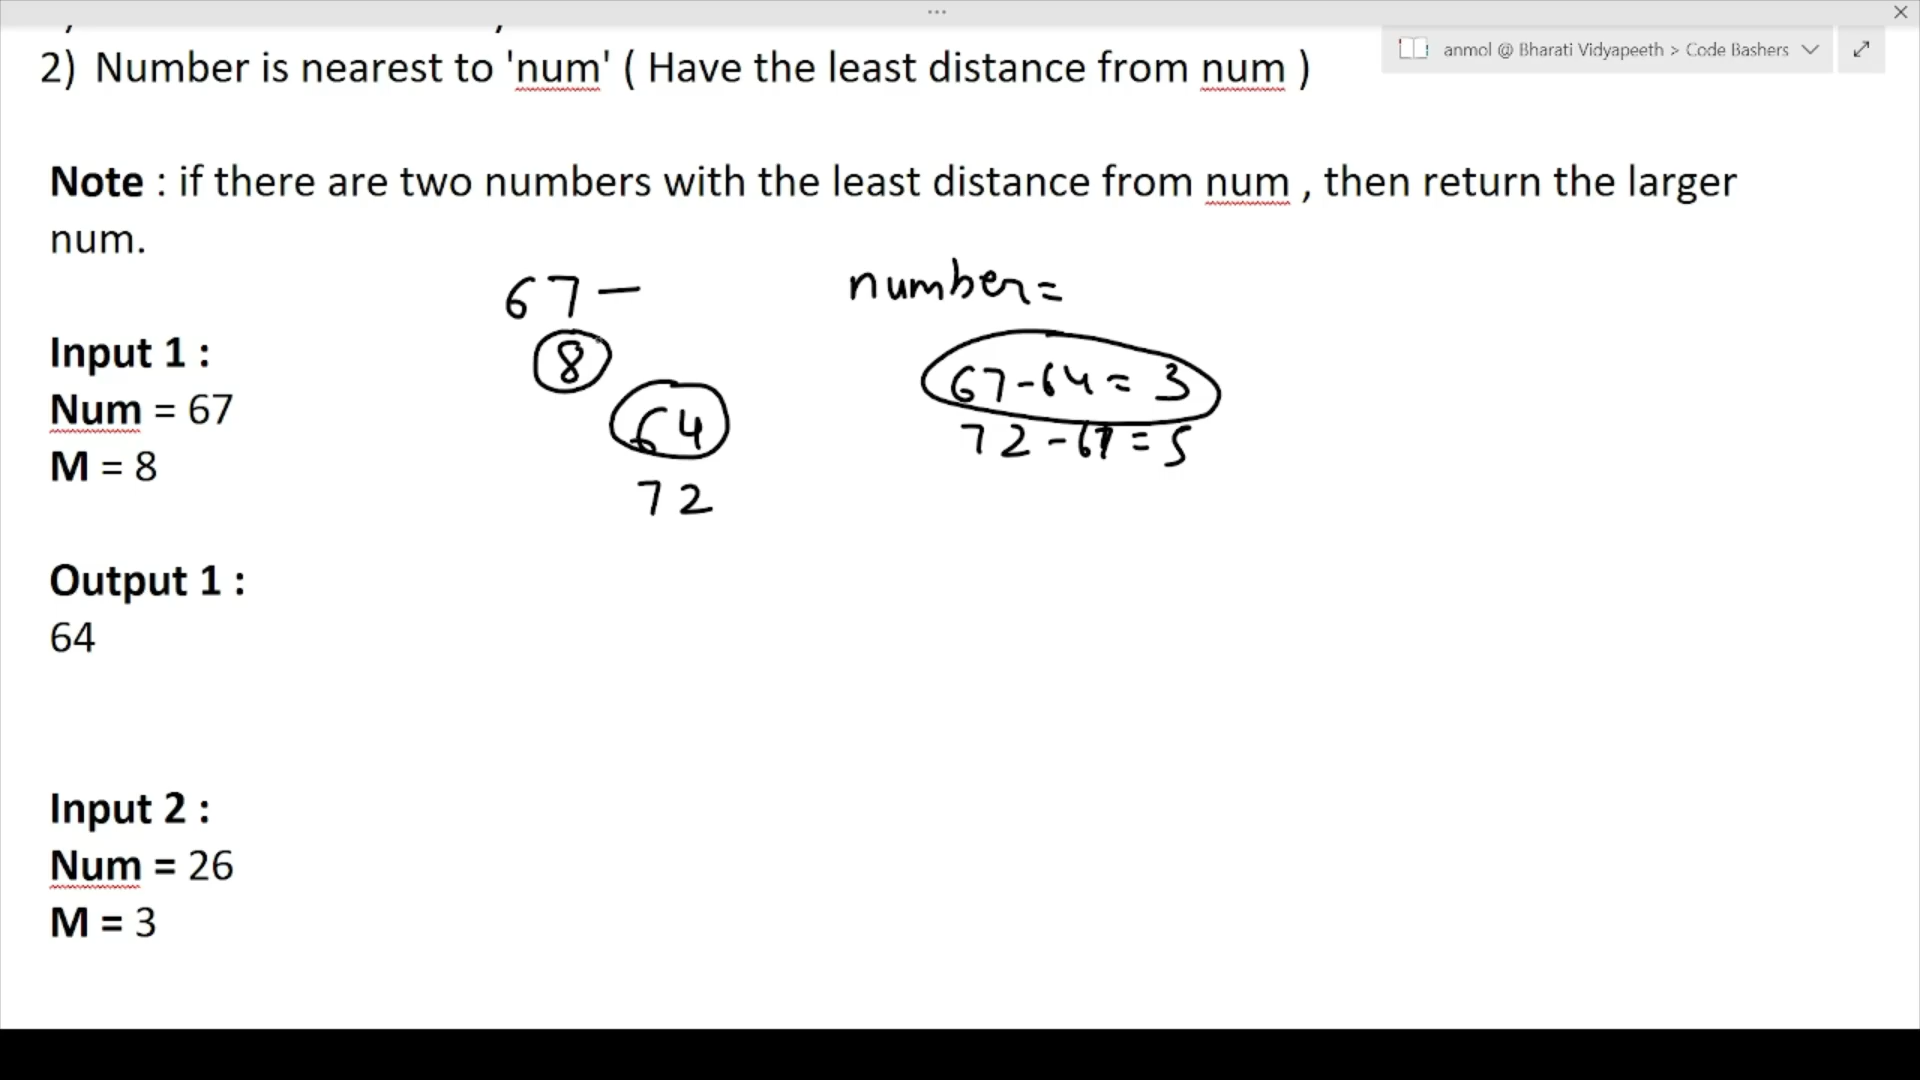 anmol @ Bharati Vidyapeeth > Code Bashers
2) Number is nearest to 'num' ( Have the least distance from num )
Note : if there are two numbers with the least distance from num , then return the larger
num.
67 –
number=
8
Input 1 :
67-64= 3
Num = 67
64
72-67=5
M = 8
72
Output 1 :
64
Input 2 :
Num = 26
M = 3